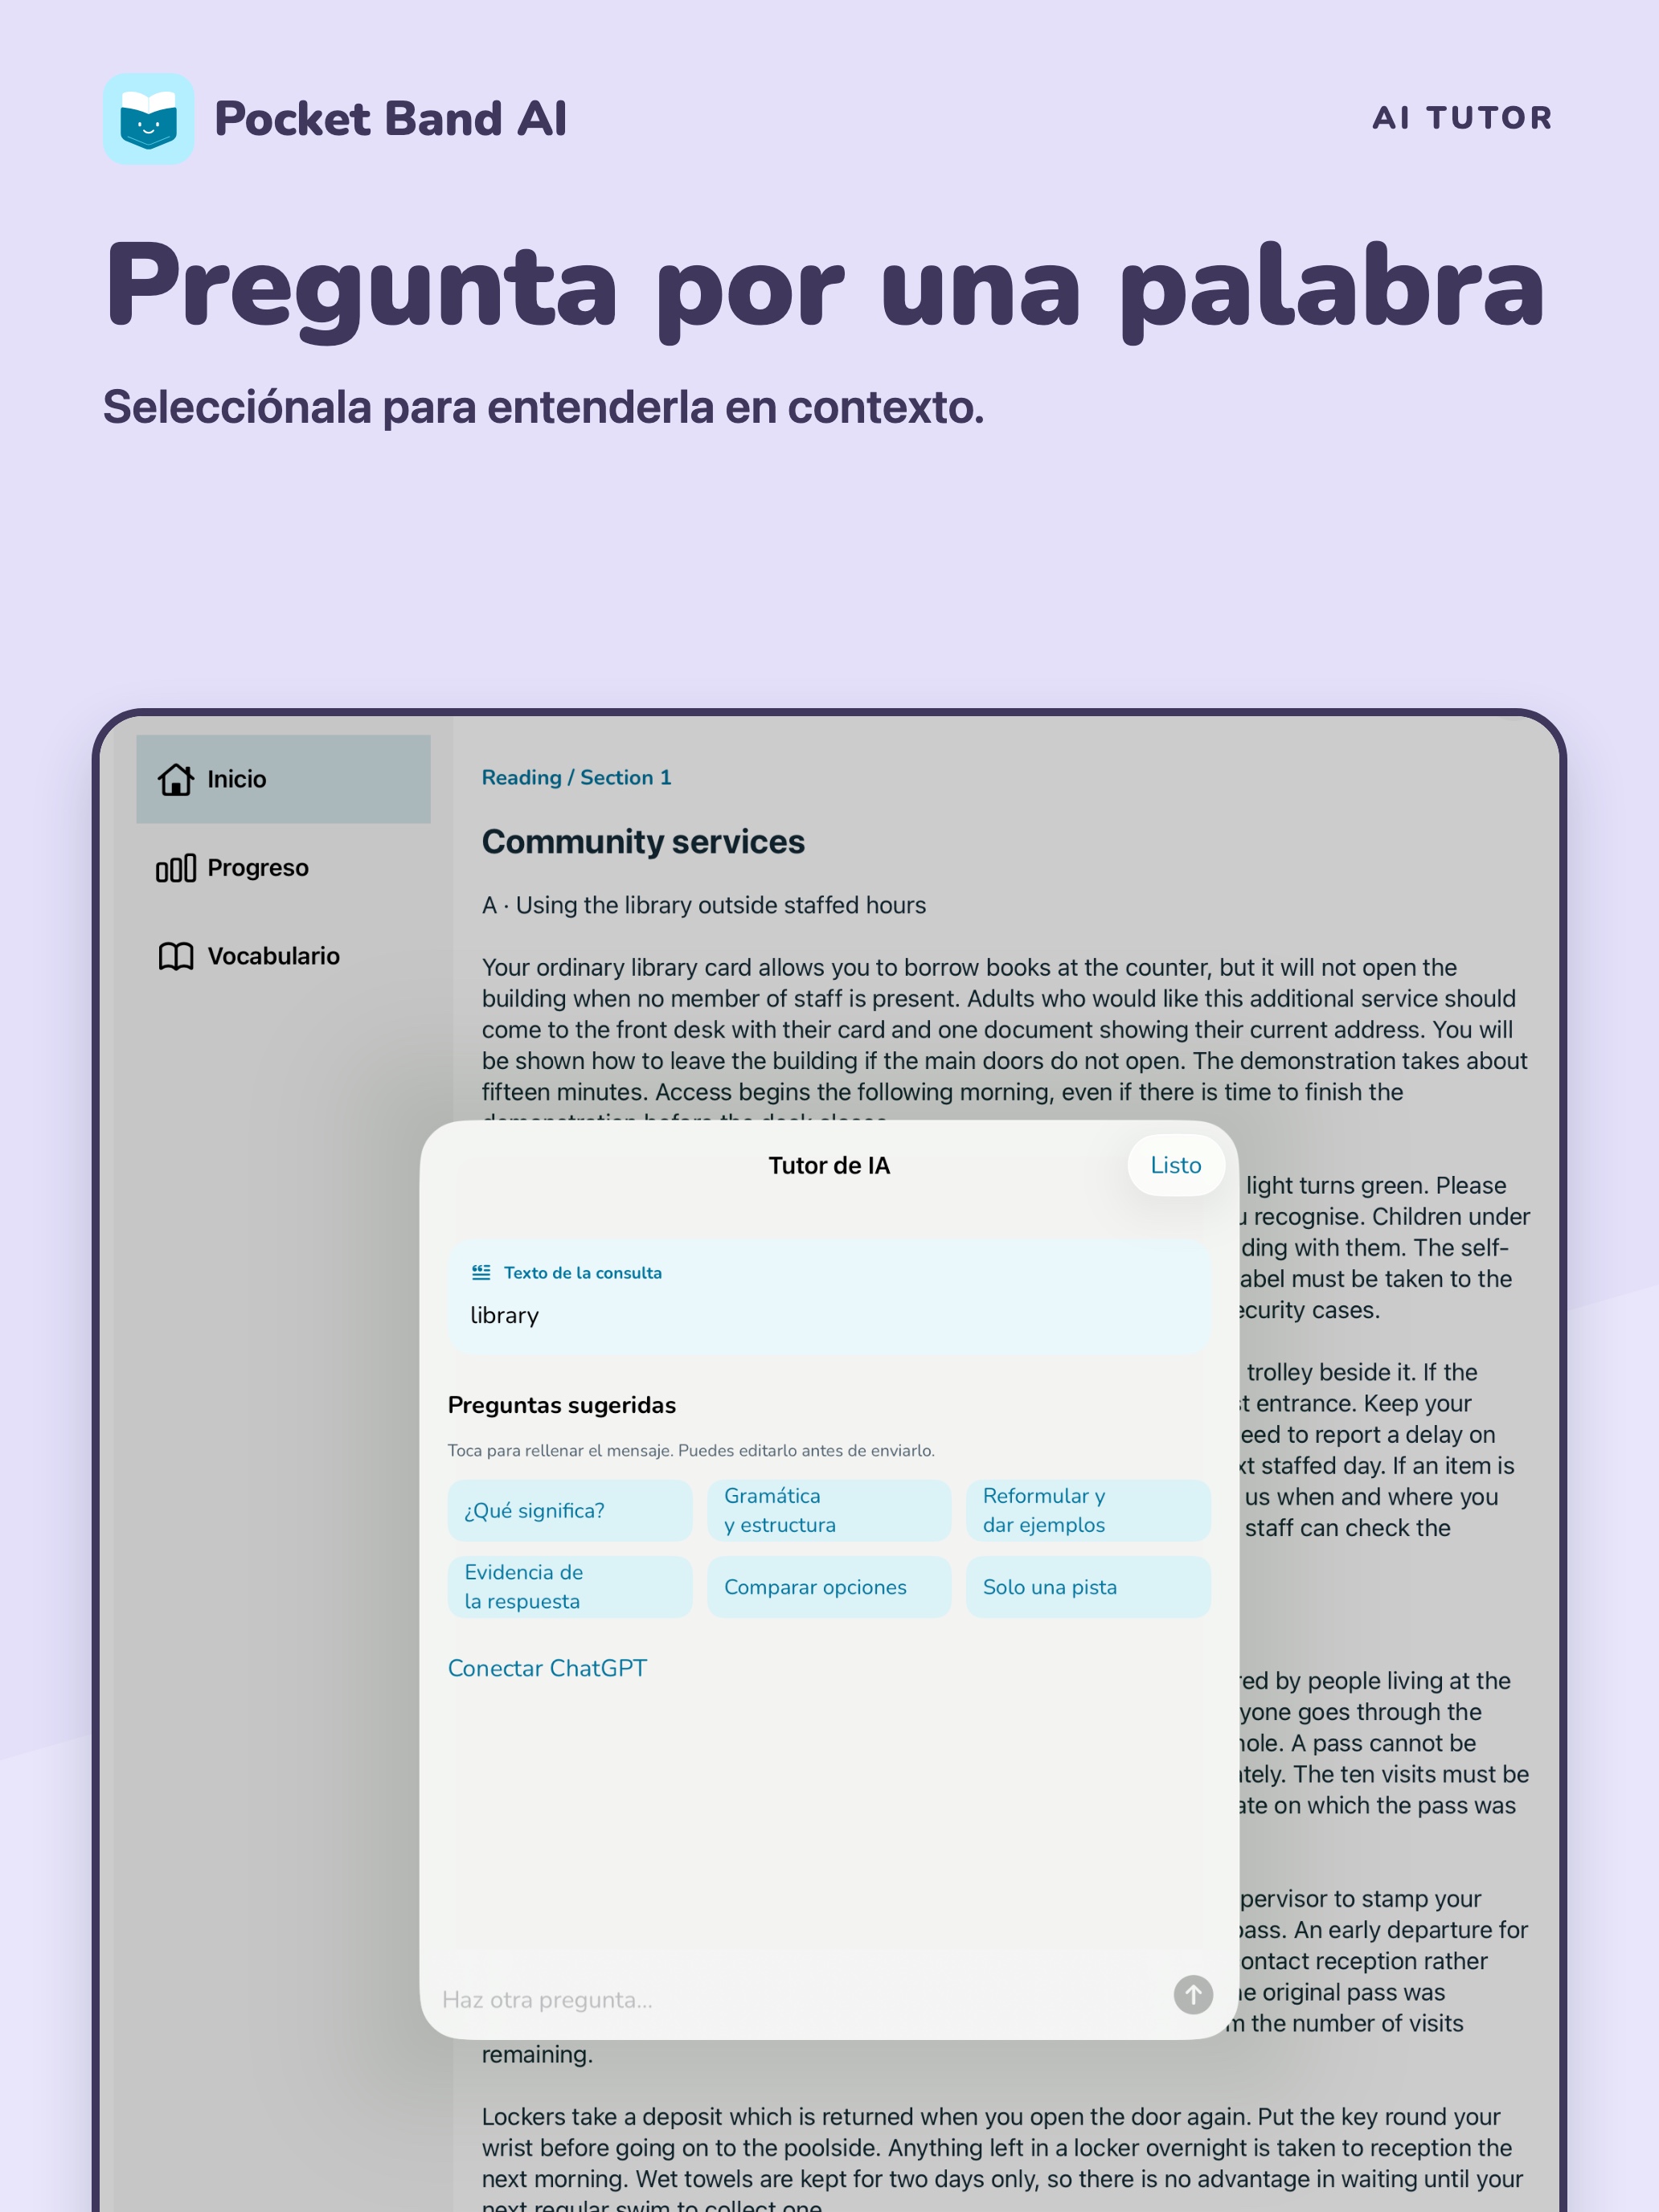 Pocket Band AI
AI TUTOR
Pregunta por una palabra
Selecciónala para entenderla en contexto.
Inicio
Progreso
Vocabulario
Reading / Section 1
Community services
A · Using the library outside staffed hours
Your ordinary library card allows you to borrow books at the counter, but it will not open the
building when no member of staff is present. Adults who would like this additional service should
come to the front desk with their card and one document showing their current address. You will
be shown how to leave the building if the main doors do not open. The demonstration takes about
fifteen minutes. Access begins the following morning, even if there is time to finish the
Tutor de IA
Listo
Texto de la consulta
library
Preguntas sugeridas
Toca para rellenar el mensaje. Puedes editarlo antes de enviarlo.
¿Qué significa?
Gramática
y estructura
Reformular y
dar ejemplos
Evidencia de
la respuesta
Comparar opciones
Solo una pista
Conectar ChatGPT
Haz otra pregunta...
light turns green. Please
recognise. Children under
with them. The self-
must be taken to the
cases.
trolley beside it. If the
entrance. Keep your
to report a delay on
staffed day. If an item is
us when and where you
staff can check the
by people living at the
goes through the
A pass cannot be
The ten visits must be
on which the pass was
to stamp your
An early departure for
reception rather
original pass was
the number of visits
remaining.
Lockers take a deposit which is returned when you open the door again. Put the key round your
wrist before going on to the poolside. Anything left in a locker overnight is taken to reception the
next morning. Wet towels are kept for two days only, so there is no advantage in waiting until your
next regular swim to collect one.